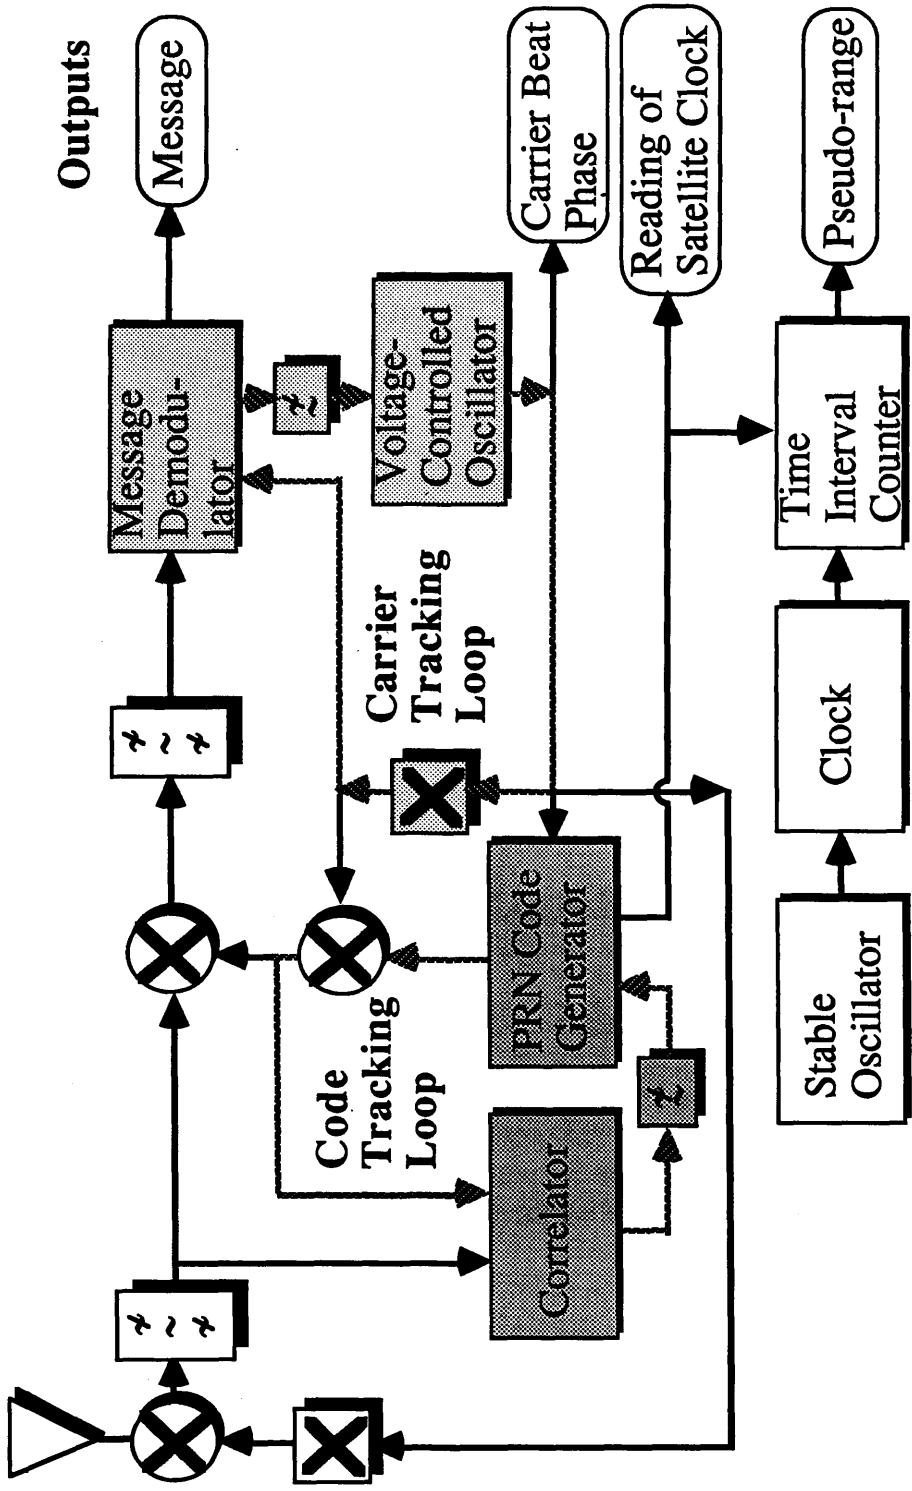 Outputs
Message
Message
Demodu-
lator
Voltage-
Controlled
Oscillator
Carrier Beat
Phase
Reading of
Satellite Clock
Carrier
Tracking
Loop
Code
Tracking
Loop
PRN Code
Generator
Correlator
Stable
Oscillator
Clock
Time
Interval
Counter
Pseudo-range